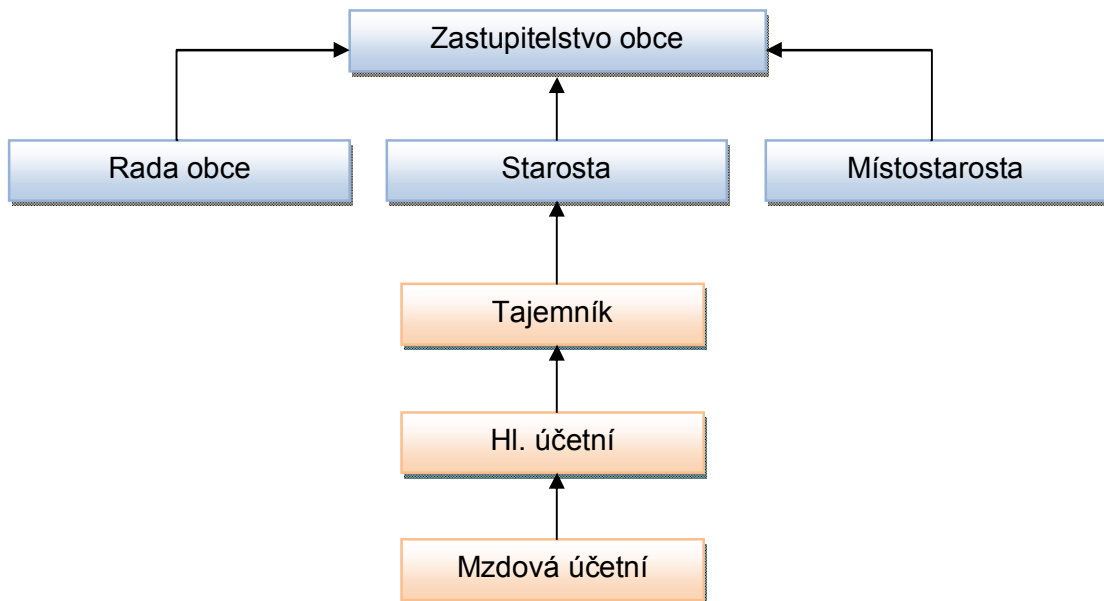 Zastupitelstvo obce
Rada obce
Starosta
Místostarosta
Tajemník
Hl. účetní
Mzdová účetní